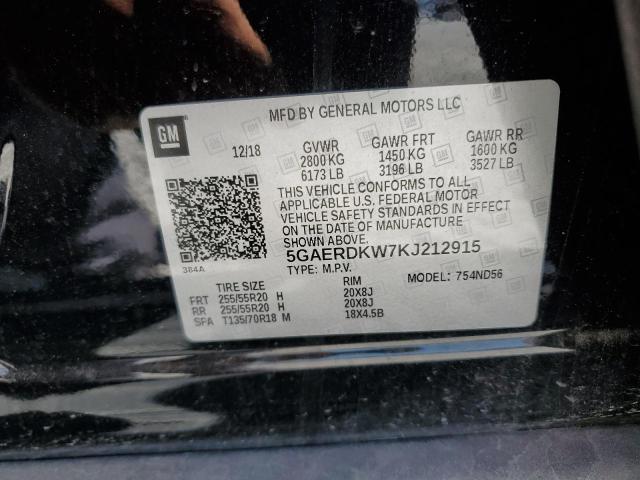 MFD BY GENERAL MOTORS LLC
GM
12/18 GVWR GAWR FRT GAWR RR
2800 KG 1450 KG 1600 KG
6173 LB 3196 LB 3527 LB
THIS VEHICLE CONFORMS TO ALL
APPLICABLE U.S. FEDERAL MOTOR
VEHICLE SAFETY STANDARDS IN EFFECT
ON THE DATE OF MANUFACTURE
SHOWN ABOVE.
384A
5GAERDKW7KJ212915
TYPE: M.P.V. MODEL: 754ND56
TIRE SIZE RIM
FRT 255/55R20 H 20X8J
RR 255/55R20 H 20X8J
SPA T135/70R18 M 18X4.5B